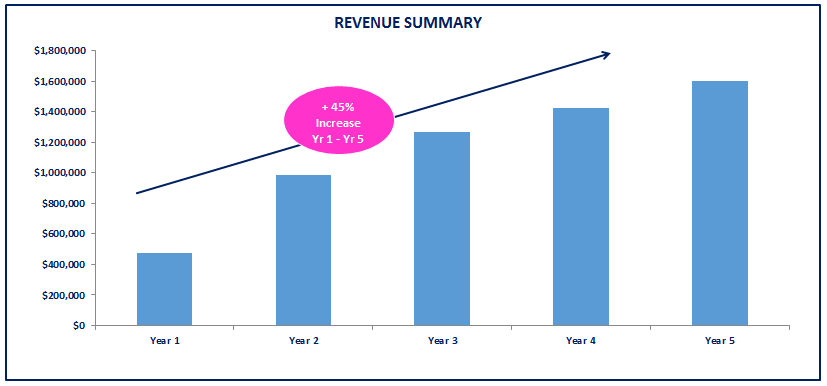 REVENUE SUMMARY
$1,800,000
$1,600,000
$1,400,000
$1,200,000
$1,000,000
$800,000
$600,000
$400,000
$200,000
$0
+ 45%
Increase
Yr 1 - Yr 5
Year 1
Year 2
Year 3
Year 4
Year 5